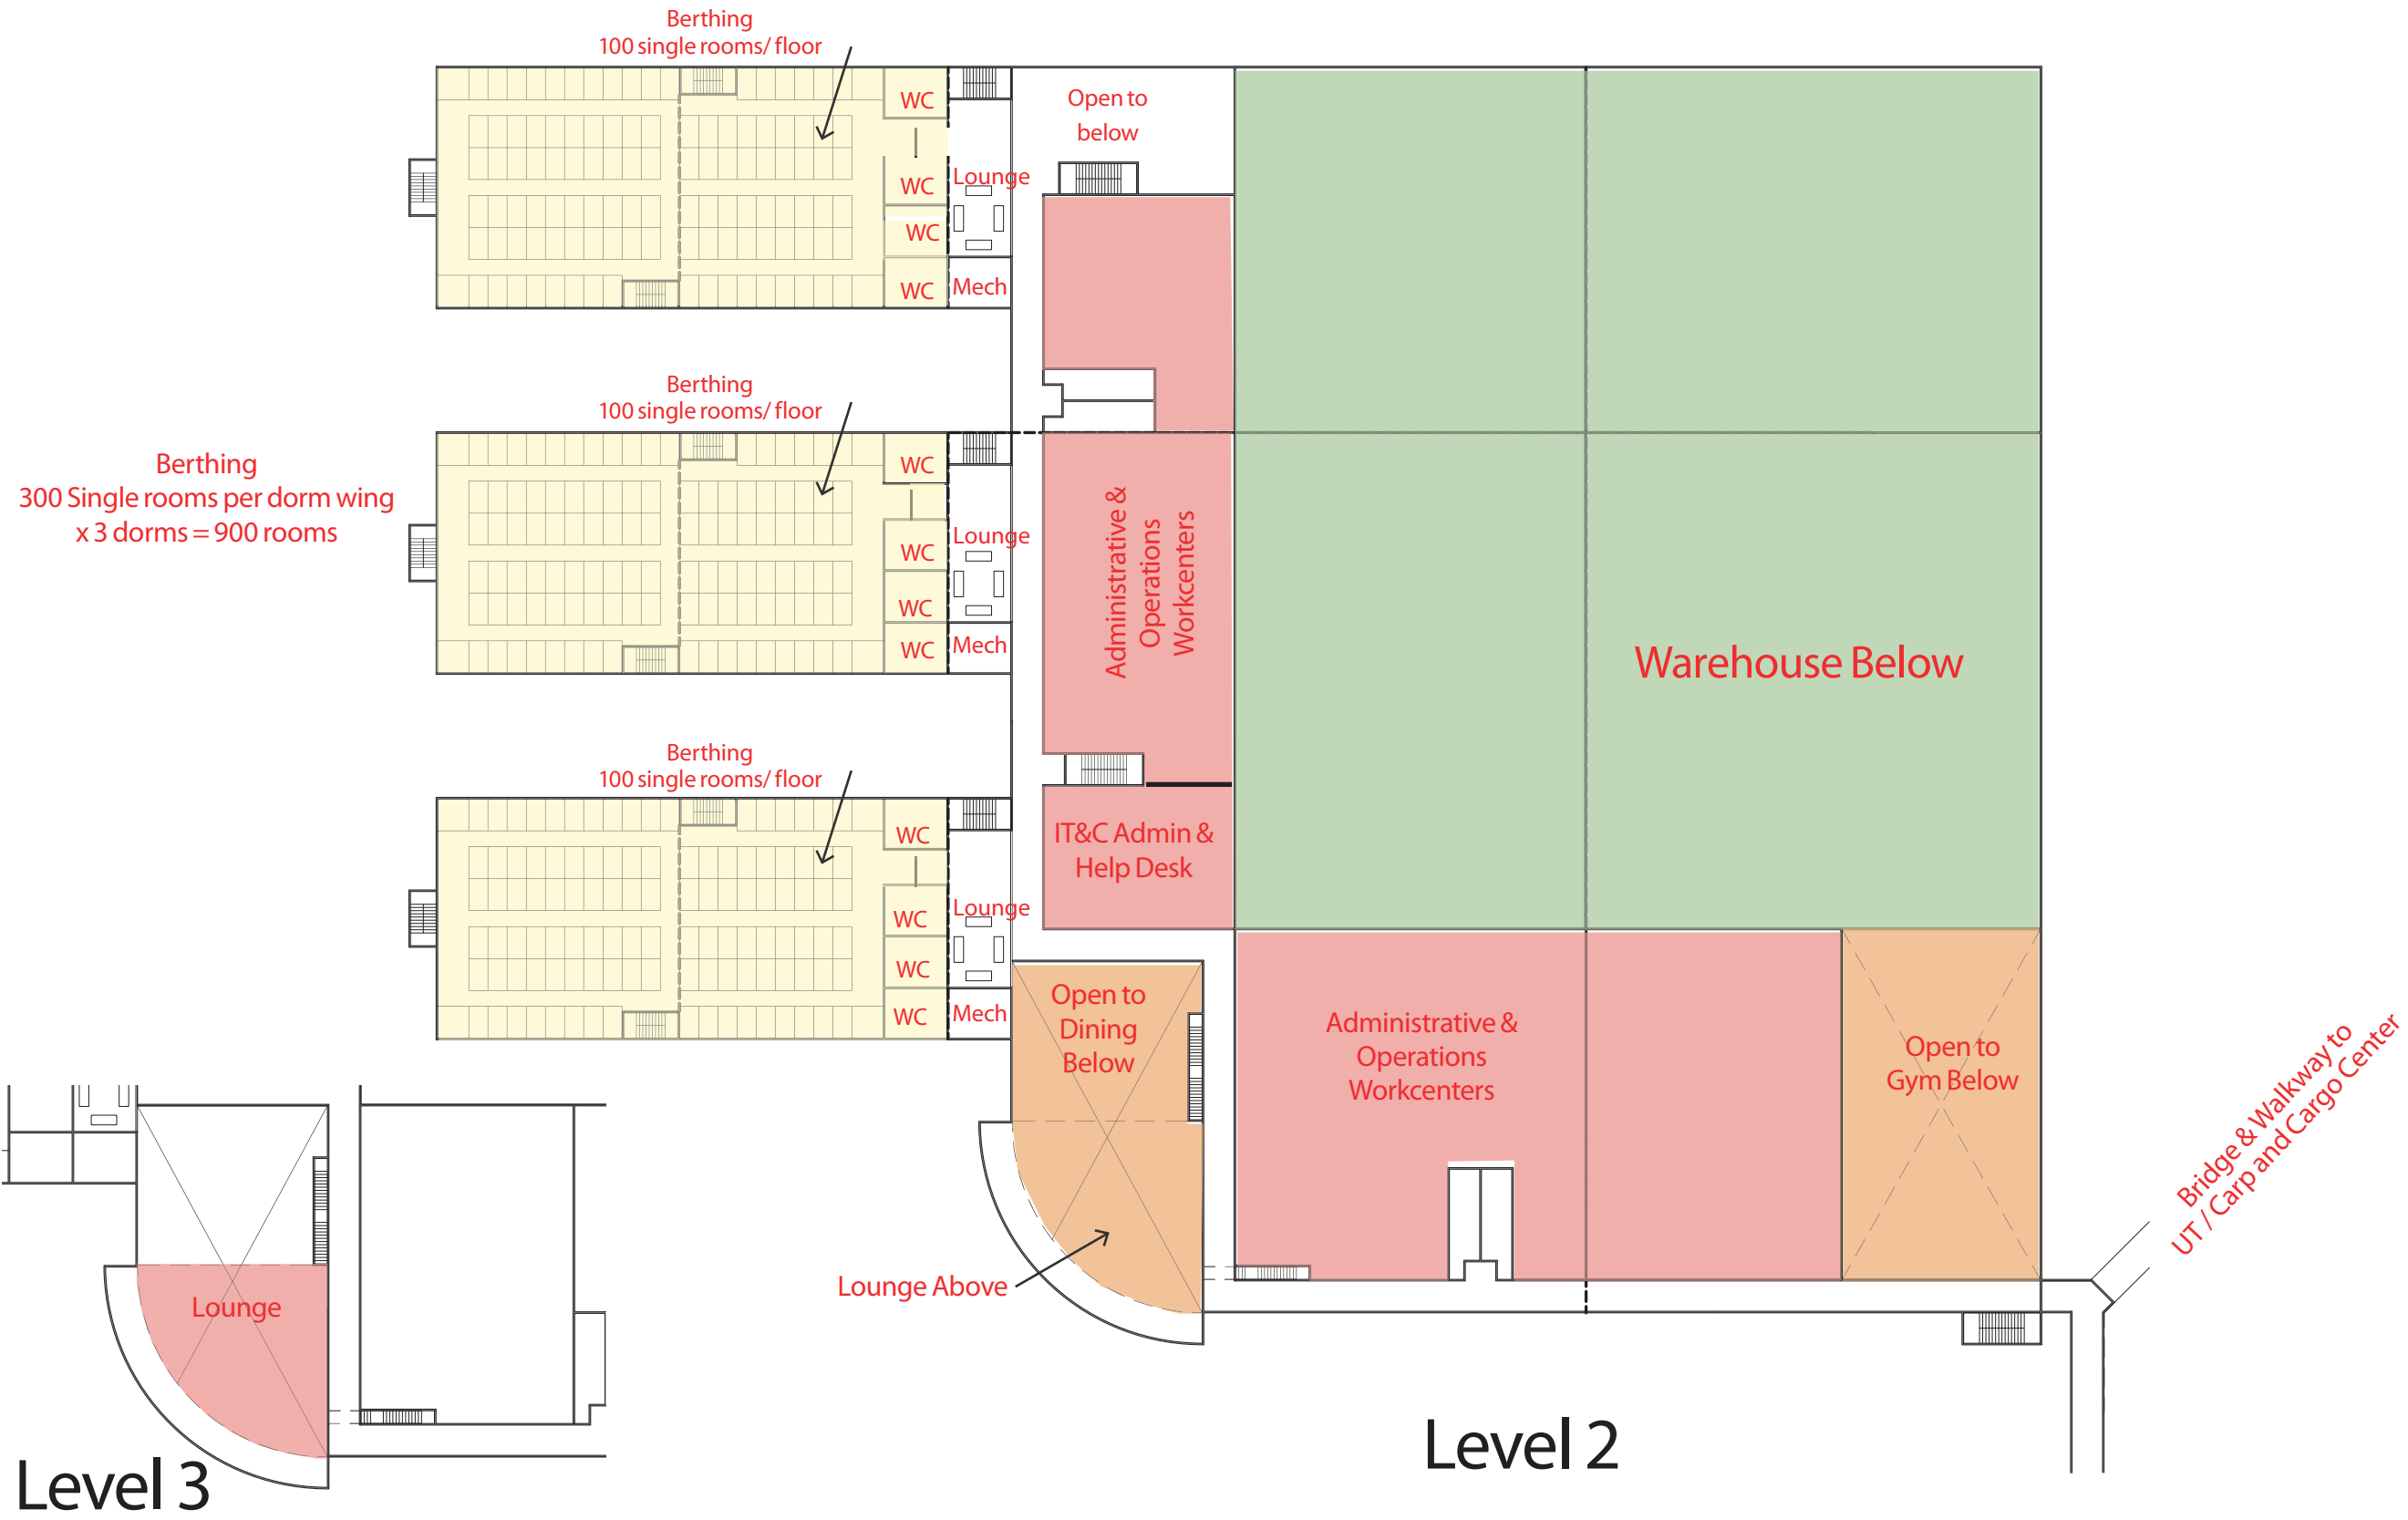 Berthing
100 single rooms/ floor
WC
WC
WC
WC
Lounge
Mech
Open to
below
Berthing
100 single rooms/ floor
Berthing
300 Single rooms per dorm wing
x 3 dorms = 900 rooms
WC
WC
WC
WC
Lounge
Mech
Administrative &
Operations
Workcenters
Warehouse Below
Berthing
100 single rooms/ floor
WC
WC
WC
WC
Lounge
Mech
IT&C Admin &
Help Desk
Open to
Dining
Below
Administrative &
Operations
Workcenters
Open to
Gym Below
Bridge & Walkway to
UT / Carp and Cargo Center
Lounge Above
Lounge
Level 2
Level 3